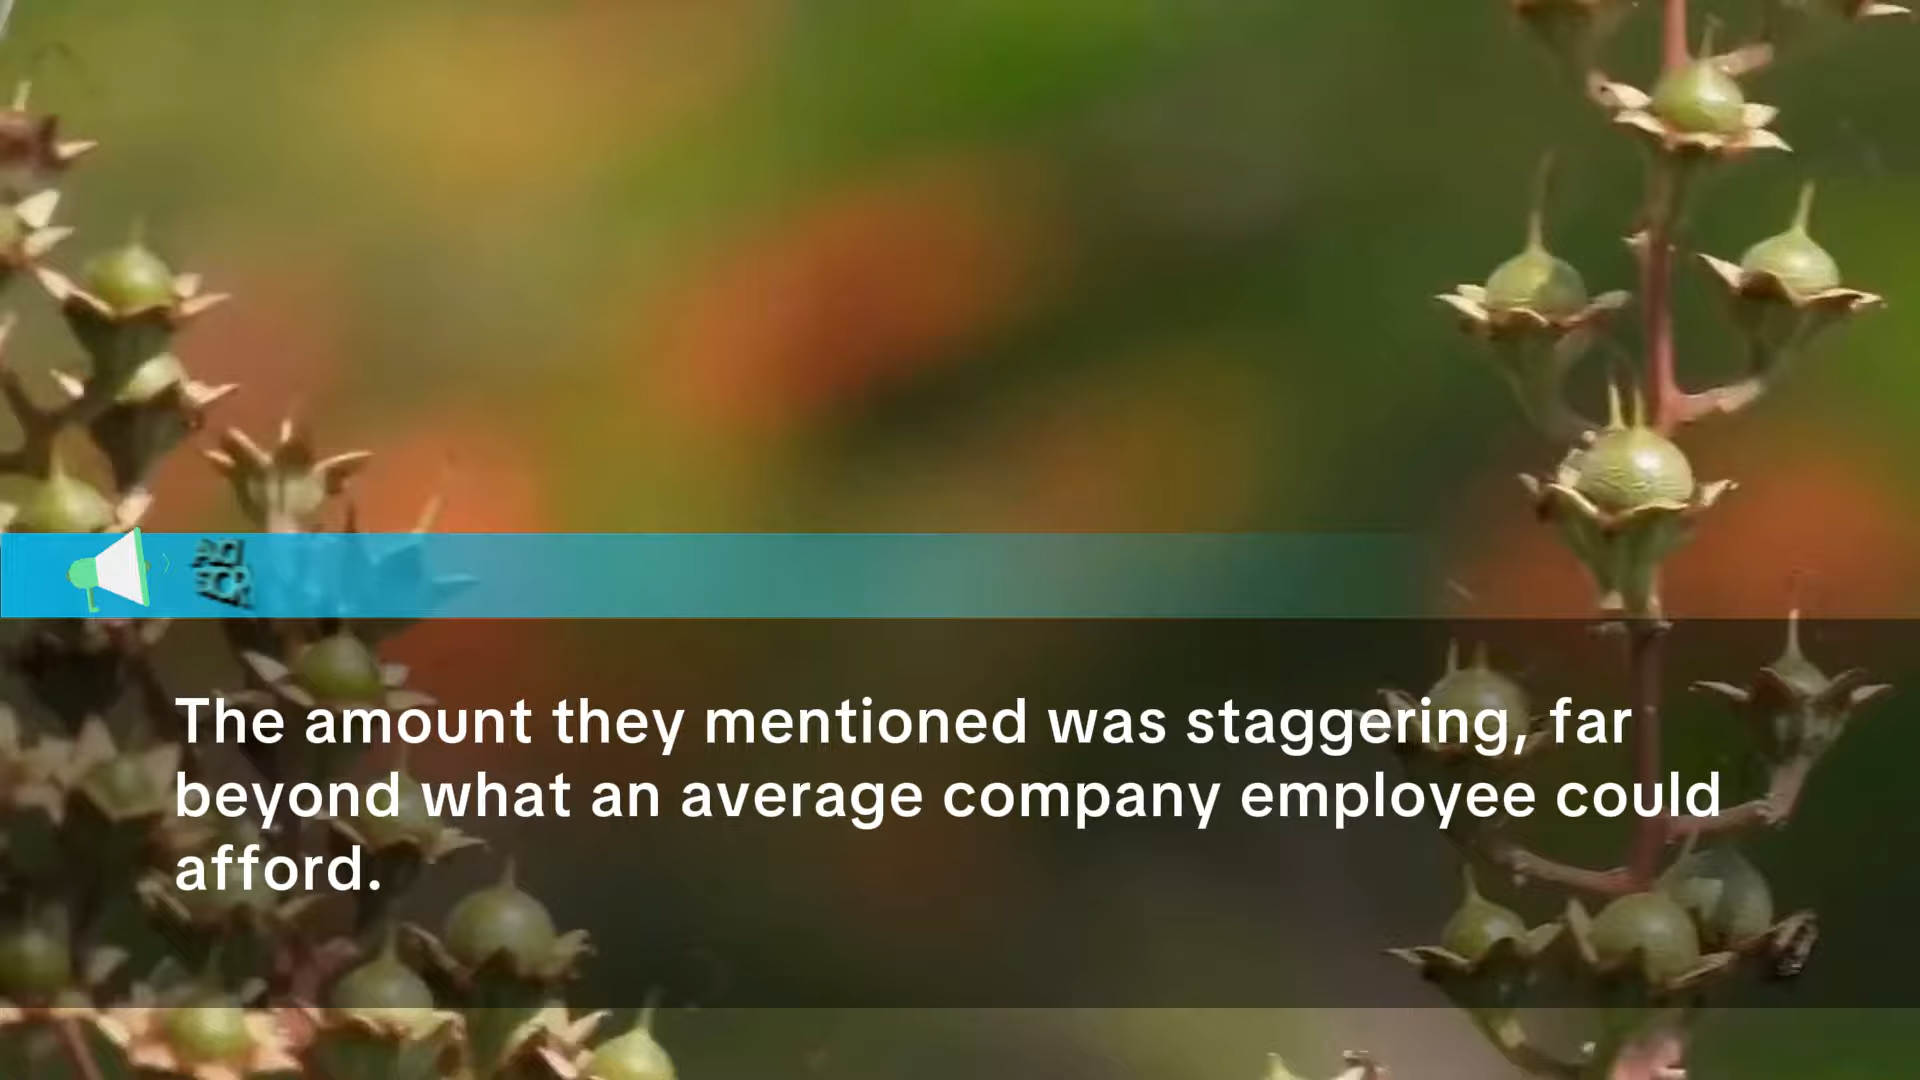 The amount they mentioned was staggering, far
beyond what an average company employee could
afford.